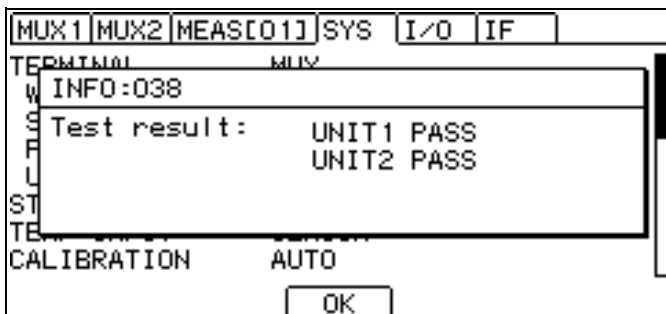 MUX1 MUX2 MEAS[01] SYS I/O IF
INFO:038
Test result: UNIT1 PASS
UNIT2 PASS
CALIBRATION AUTO
OK